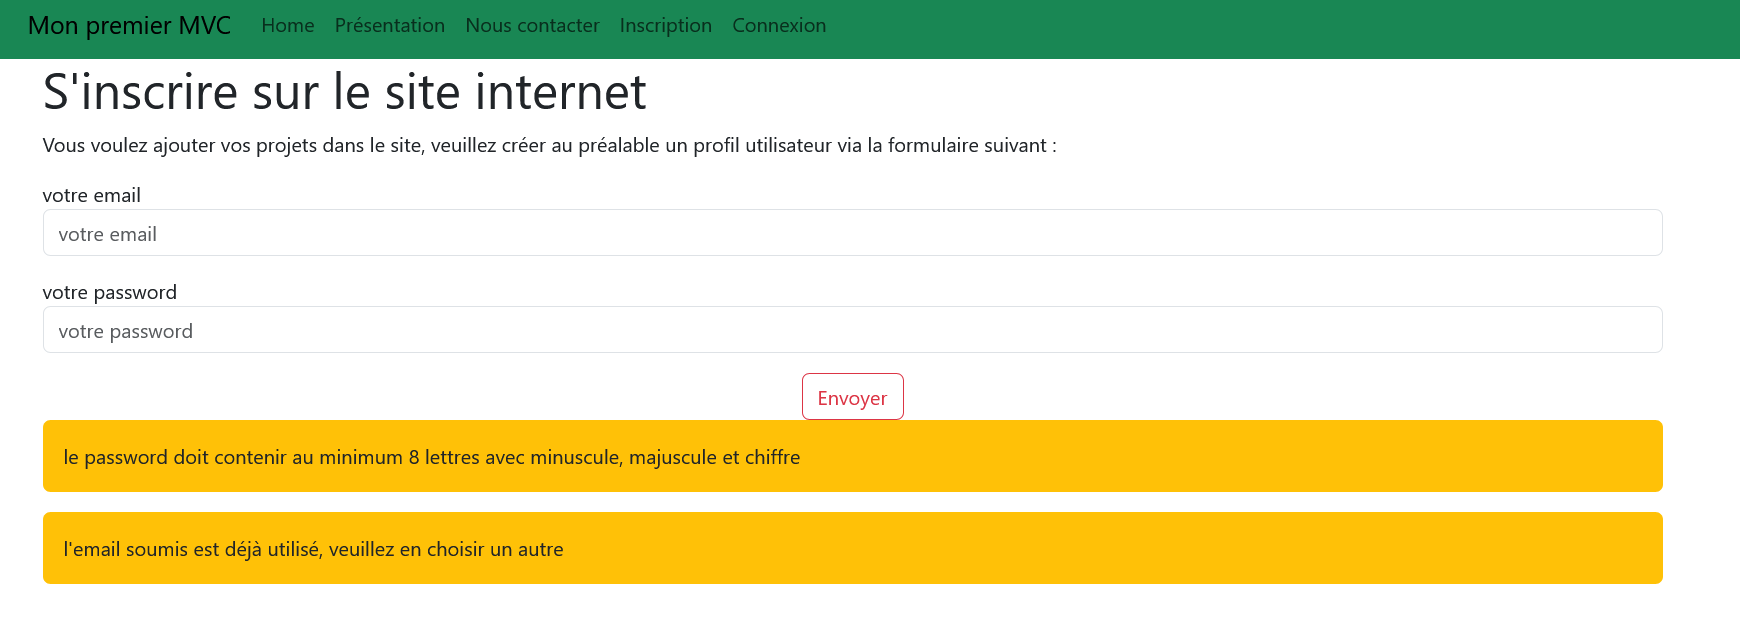 Mon premier MVC Home Présentation Nous contacter Inscription Connexion
S'inscrire sur le site internet
Vous voulez ajouter vos projets dans le site, veuillez créer au préalable un profil utilisateur via la formulaire suivant :
votre email
votre email
votre password
votre password
Envoyer
le password doit contenir au minimum 8 lettres avec minuscule, majuscule et chiffre
l'email soumis est déjà utilisé, veuillez en choisir un autre